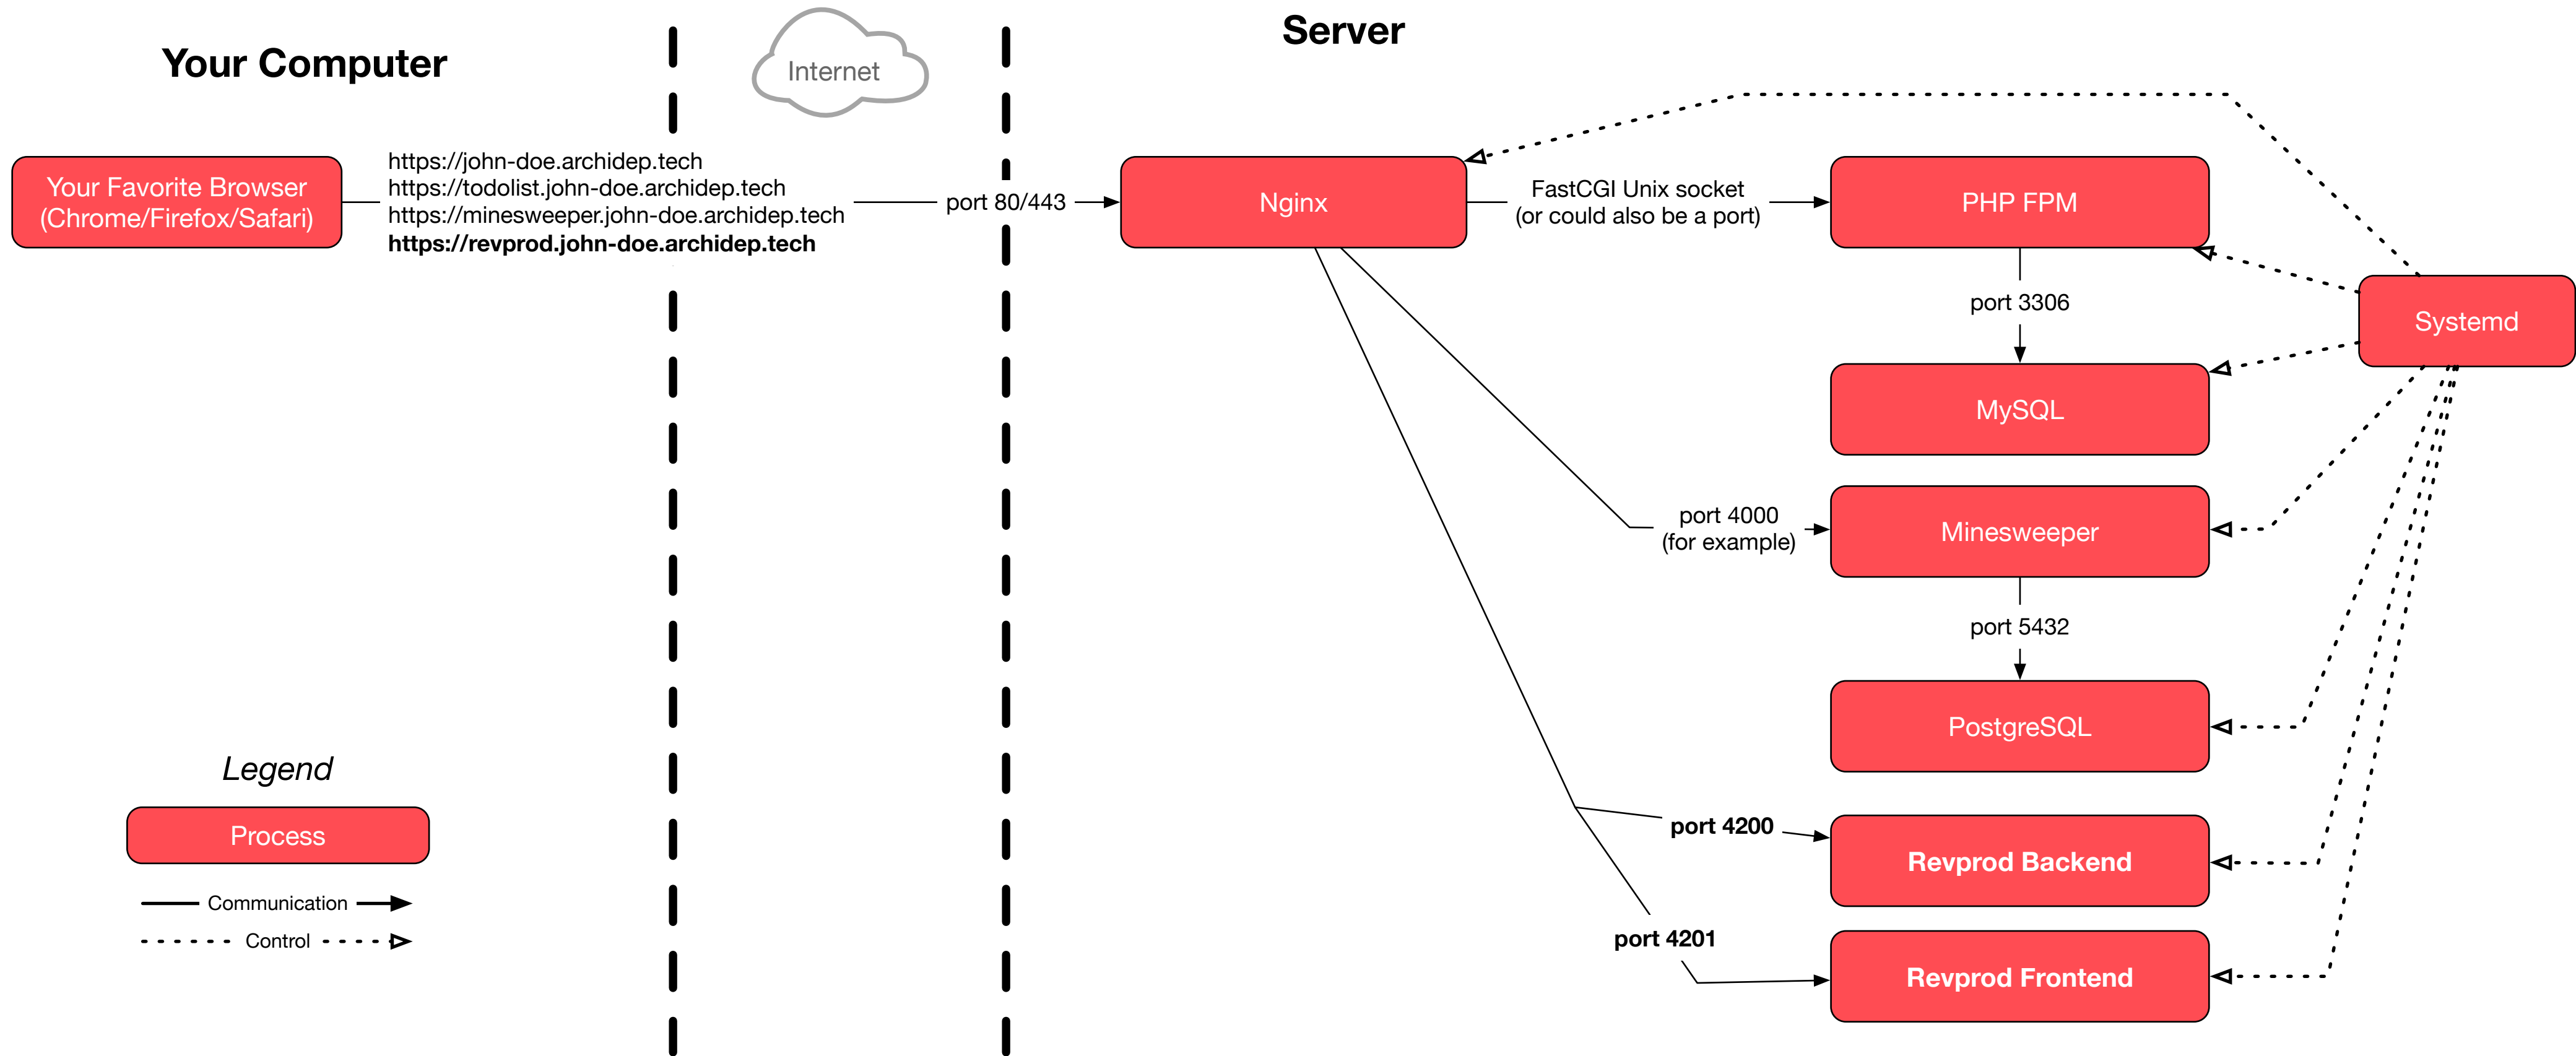 Your Computer
Internet
Server
Your Favorite Browser
(Chrome/Firefox/Safari)
https://john-doe.archidep.tech
https://todolist.john-doe.archidep.tech
https://minesweeper.john-doe.archidep.tech
https://revprod.john-doe.archidep.tech
port 80/443
Nginx
FastCGI Unix socket
(or could also be a port)
PHP FPM
port 3306
Systemd
MySQL
port 4000
(for example)
Minesweeper
port 5432
PostgreSQL
port 4200
Revprod Backend
port 4201
Revprod Frontend
Legend
Process
Communication
Control